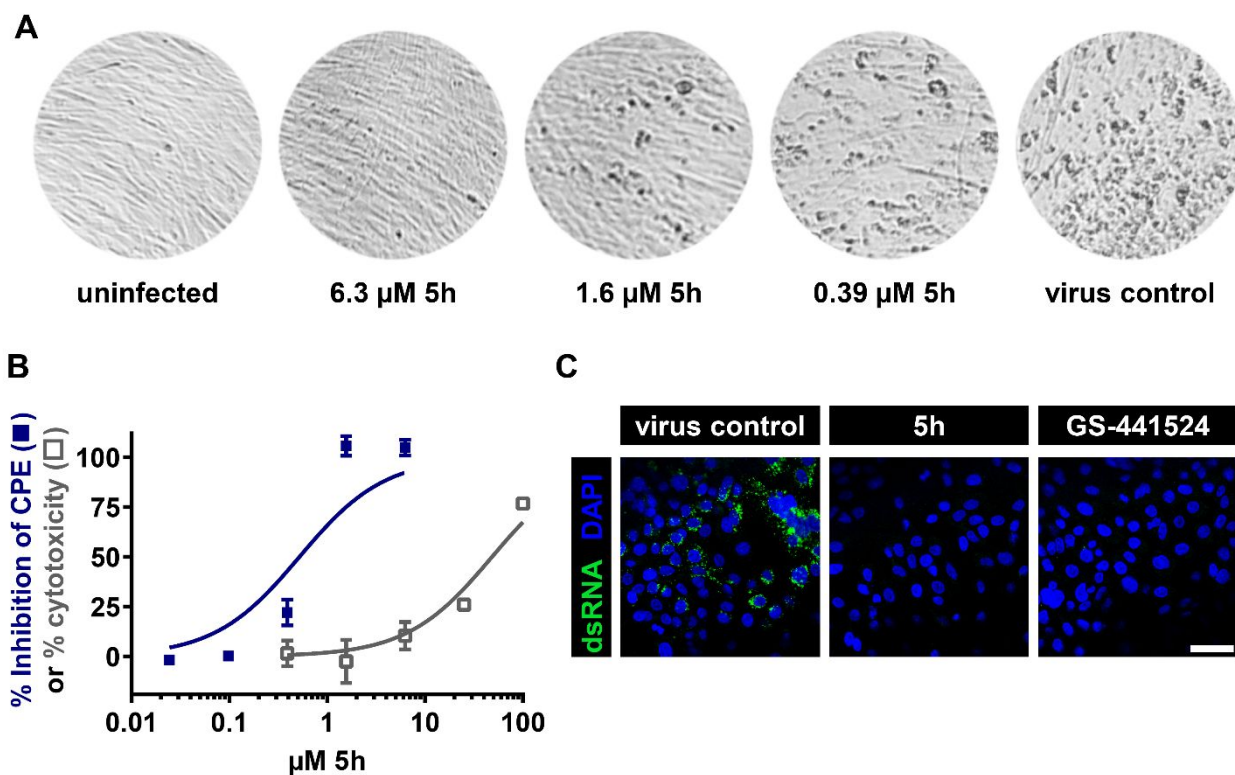 A
uninfected
6.3 µM 5h
1.6 µM 5h
0.39 µM 5h
virus control
B
% Inhibition of CPE (■)
or % cytotoxicity (□)
100
75
50
25
0
0.01
0.1
1
10
100
µM 5h
C
virus control
5h
GS-441524
dsRNA DAPI